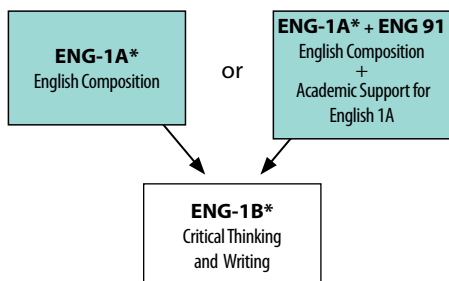 ENG-1A*
English Composition
or
ENG-1A* + ENG 91
English Composition
+
Academic Support for
English 1A
ENG-1B*
Critical Thinking
and Writing